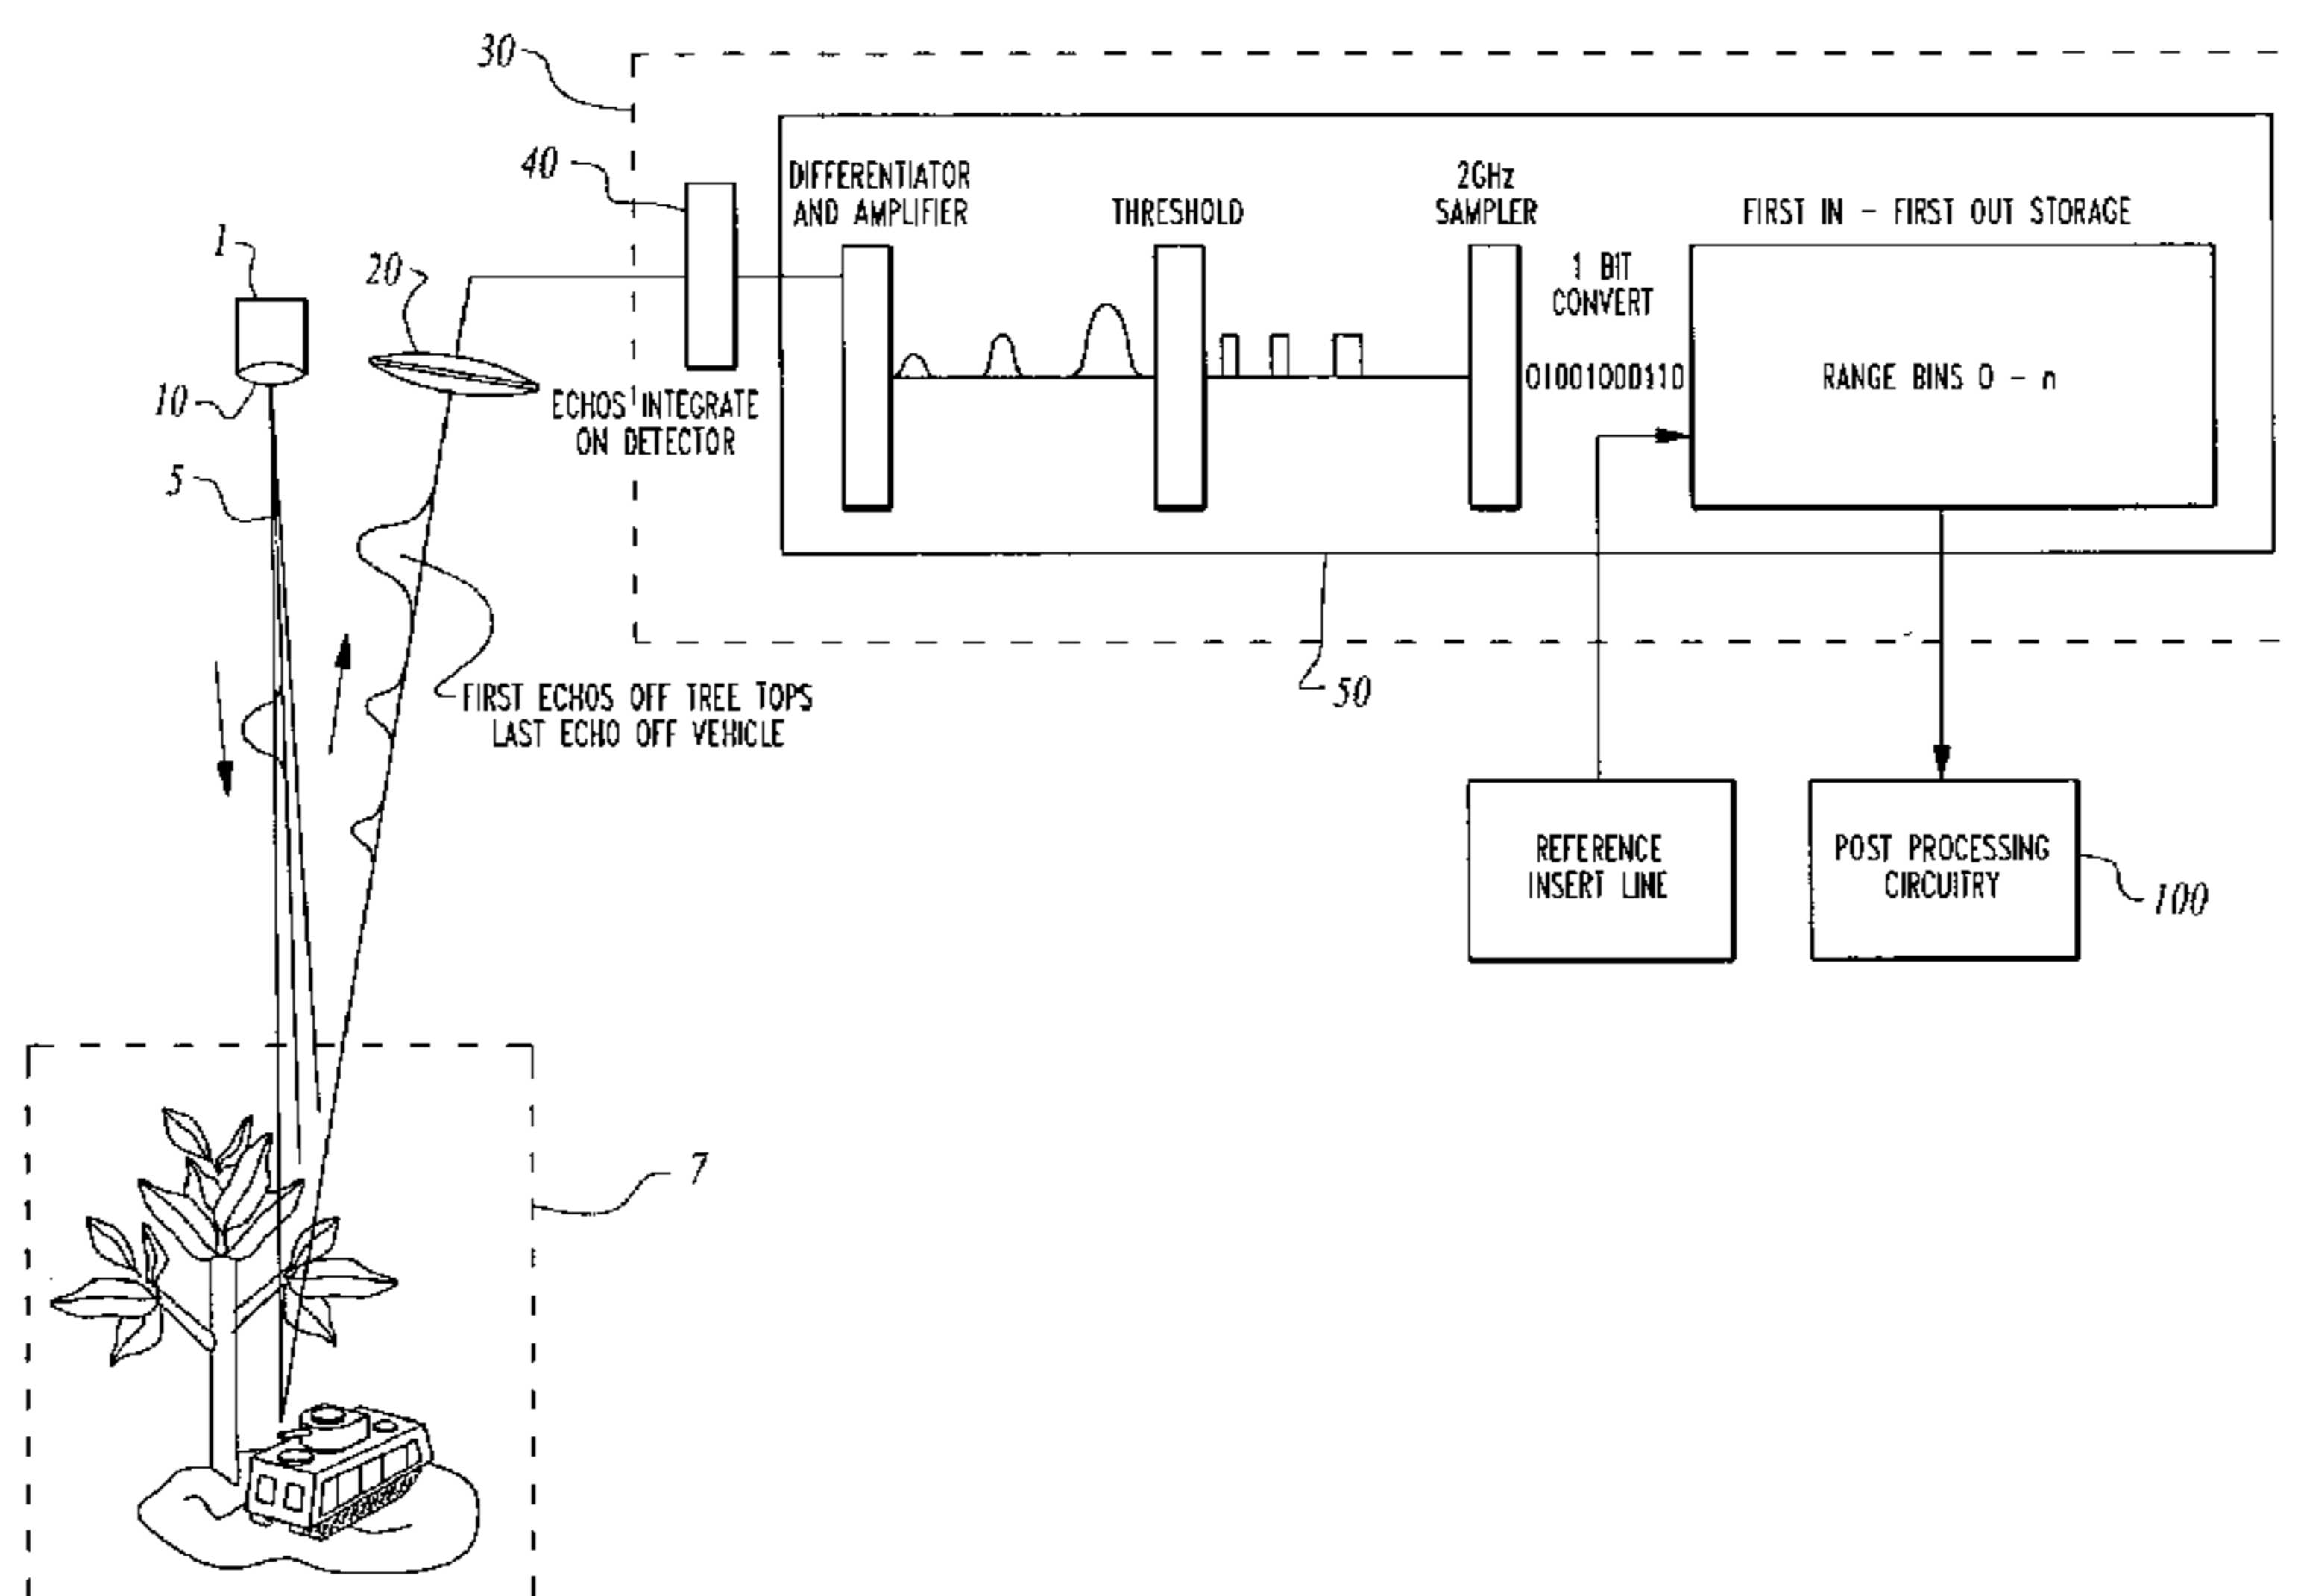 30
40
DIFFERENTIATOR
AND AMPLIFIER
THRESHOLD
2GHz
SAMPLER
FIRST IN - FIRST OUT STORAGE
1
20
1 BIT
CONVERT
10
ECHOS INTEGRATE
ON DETECTOR
01001000110
RANGE BINS 0 - n
5
FIRST ECHOS OFF TREE TOPS
LAST ECHO OFF VEHICLE
50
REFERENCE
INSERT LINE
POST PROCESSING
CIRCUITRY
100
7